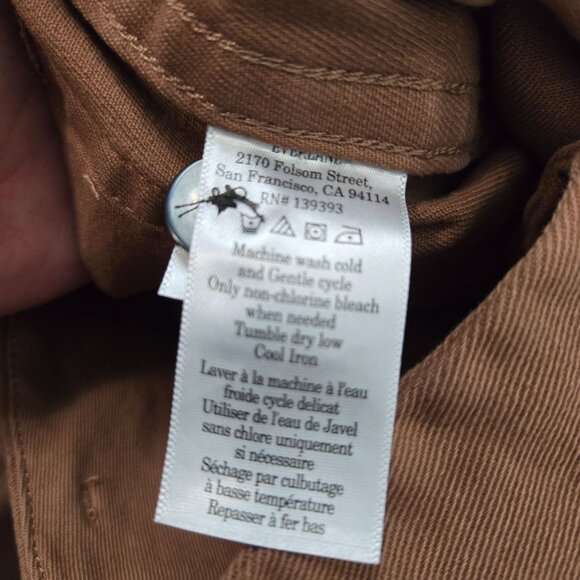 EVERLANE
2170 Folsom Street,
San Francisco, CA 94114
RN# 139393
Machine wash cold
and Gentle cycle
Only non-chlorine bleach
when needed
Tumble dry low
Cool Iron
Laver à la machine à l'eau
froide cycle delicat
Utiliser de l'eau de Javel
sans chlore uniquement
si nécessaire
Séchage par culbutage
à basse température
Repasser à fer bas